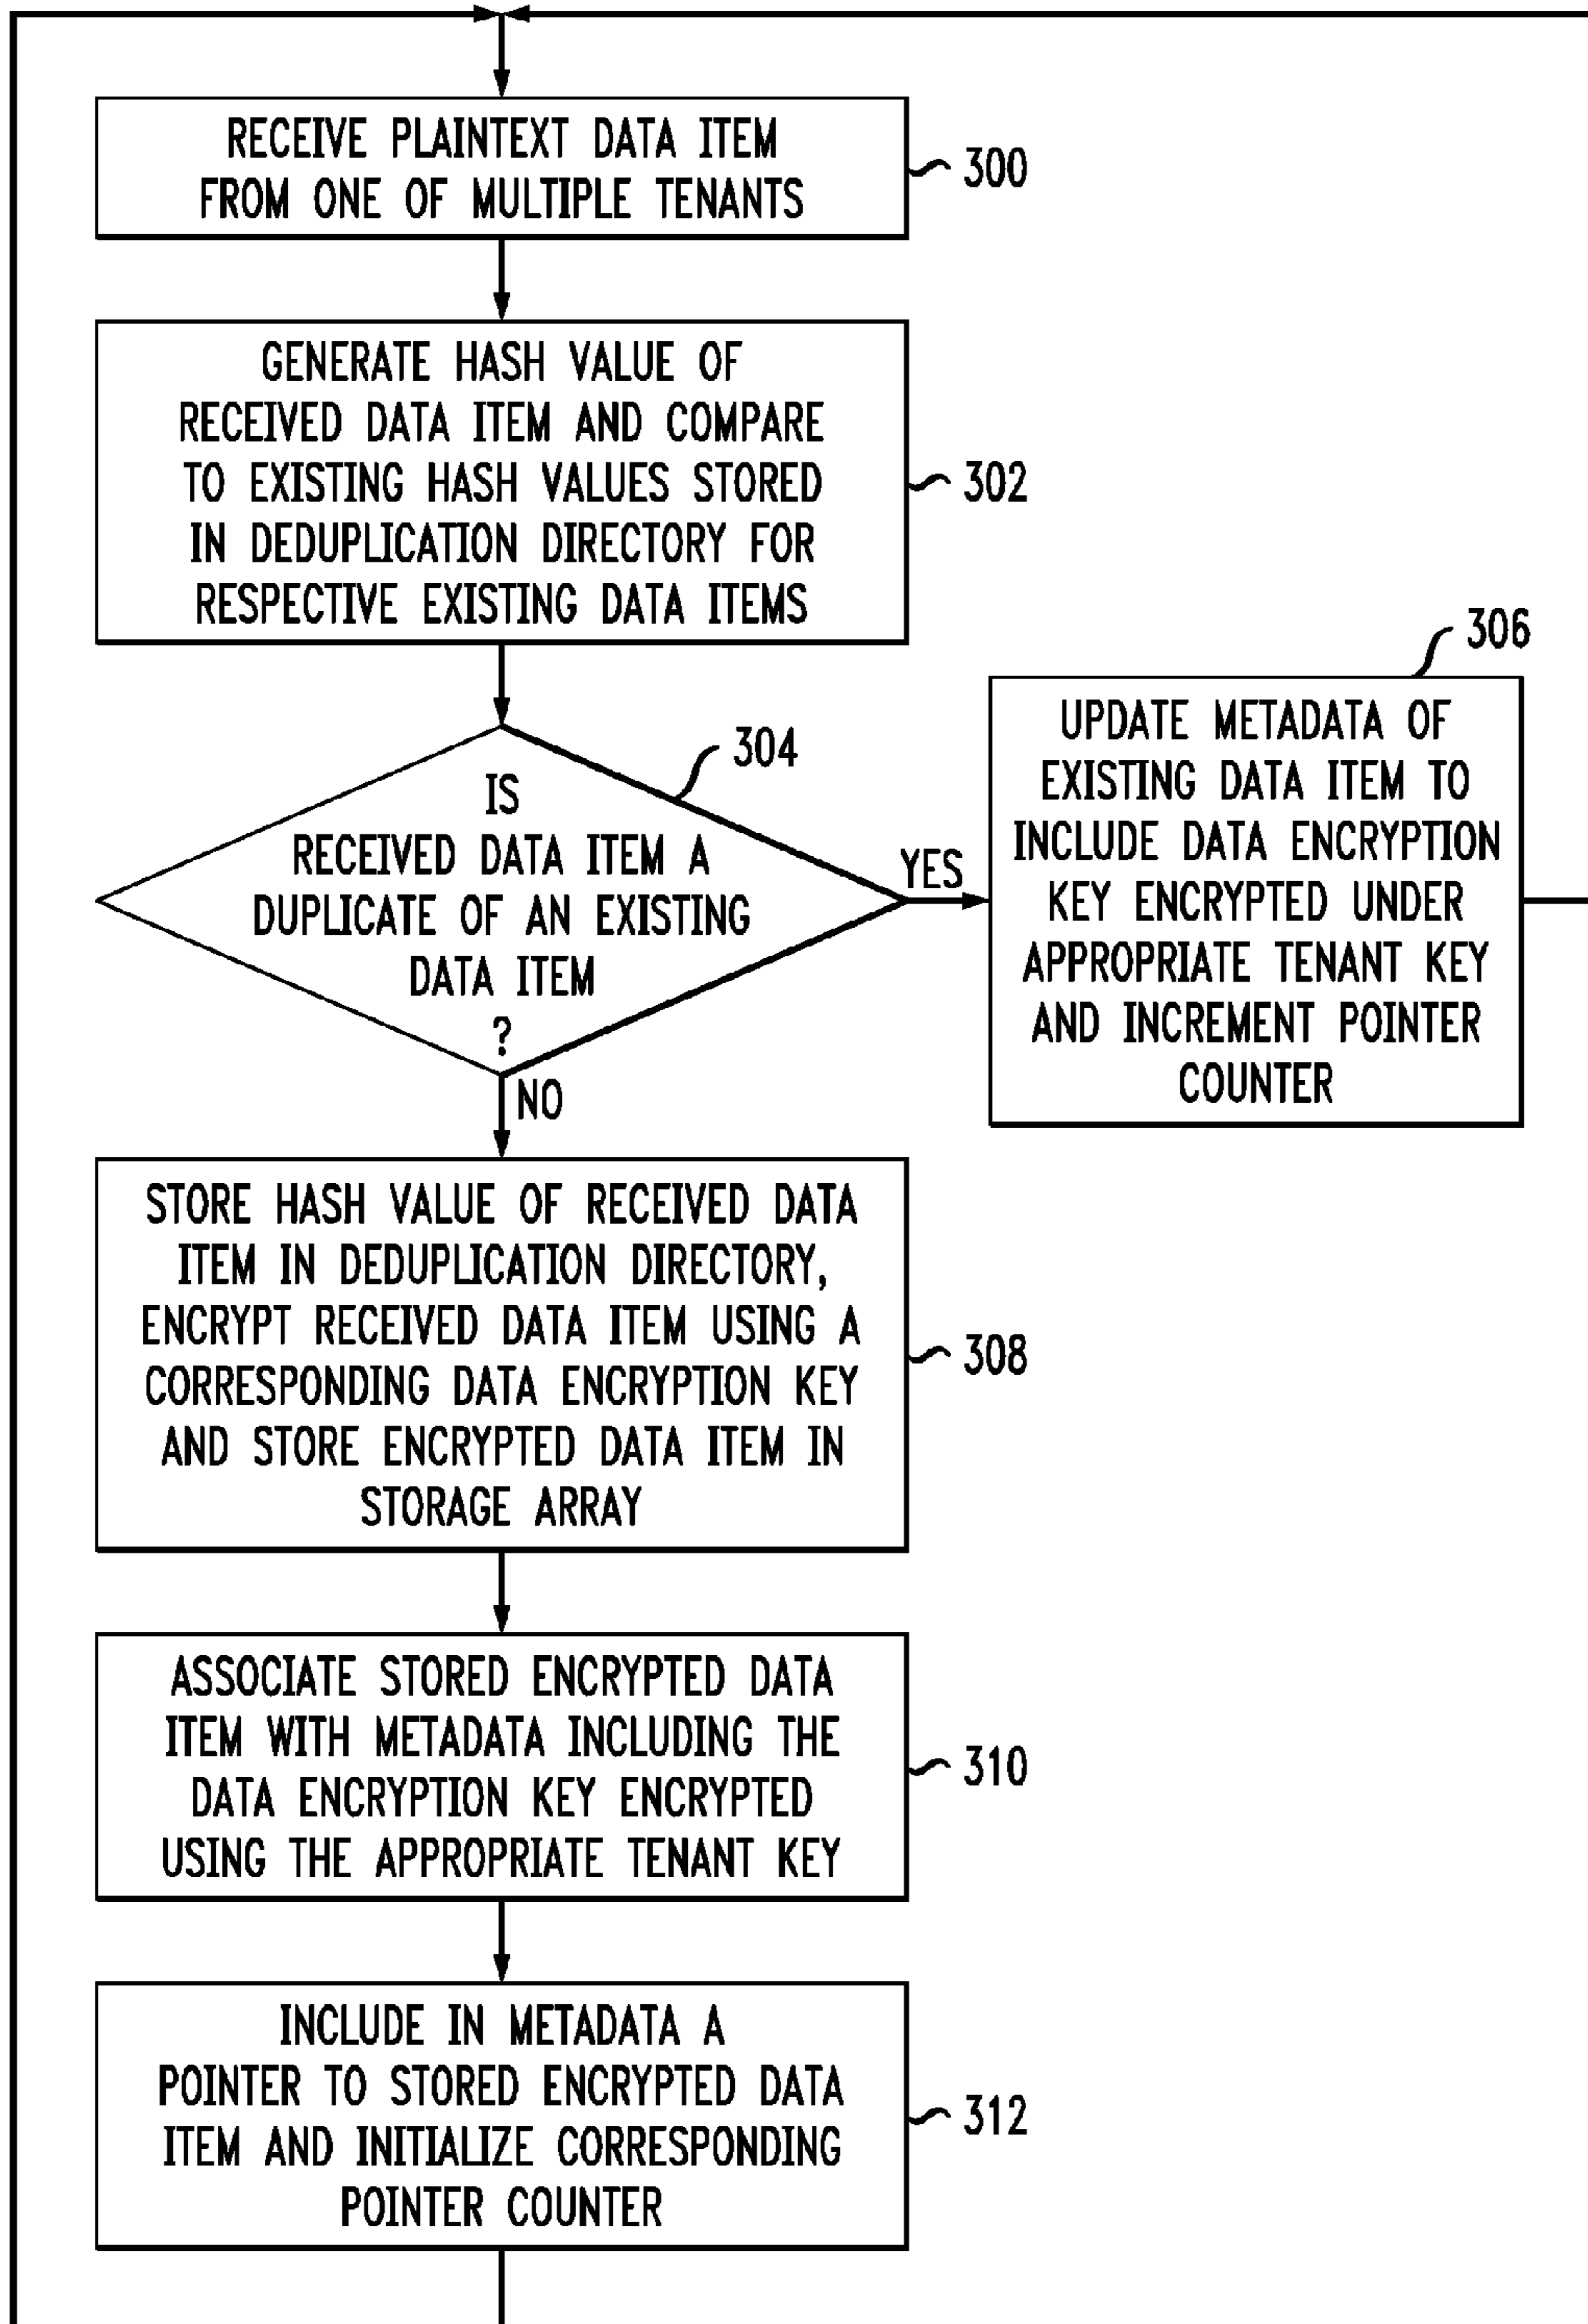 RECEIVE PLAINTEXT DATA ITEM
FROM ONE OF MULTIPLE TENANTS
300
GENERATE HASH VALUE OF
RECEIVED DATA ITEM AND COMPARE
TO EXISTING HASH VALUES STORED
IN DEDUPLICATION DIRECTORY FOR
RESPECTIVE EXISTING DATA ITEMS
302
304
IS
RECEIVED DATA ITEM A
DUPLICATE OF AN EXISTING
DATA ITEM
?
YES
306
UPDATE METADATA OF
EXISTING DATA ITEM TO
INCLUDE DATA ENCRYPTION
KEY ENCRYPTED UNDER
APPROPRIATE TENANT KEY
AND INCREMENT POINTER
COUNTER
NO
STORE HASH VALUE OF RECEIVED DATA
ITEM IN DEDUPLICATION DIRECTORY,
ENCRYPT RECEIVED DATA ITEM USING A
CORRESPONDING DATA ENCRYPTION KEY
AND STORE ENCRYPTED DATA ITEM IN
STORAGE ARRAY
308
ASSOCIATE STORED ENCRYPTED DATA
ITEM WITH METADATA INCLUDING THE
DATA ENCRYPTION KEY ENCRYPTED
USING THE APPROPRIATE TENANT KEY
310
INCLUDE IN METADATA A
POINTER TO STORED ENCRYPTED DATA
ITEM AND INITIALIZE CORRESPONDING
POINTER COUNTER
312